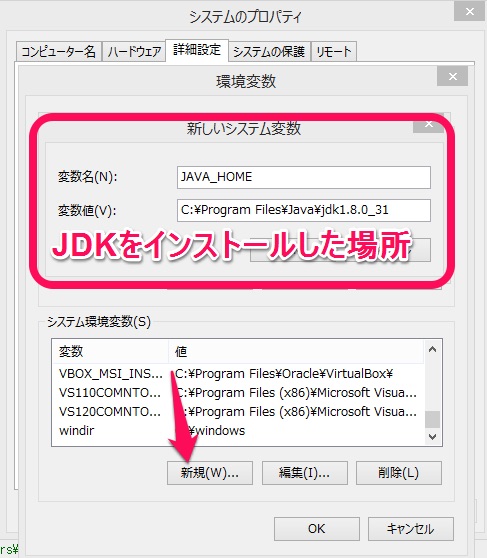 システムのプロパティ
コンピューター名 ハードウェア 詳細設定 システムの保護 リモート
環境変数
新しいシステム変数
変数名(N): JAVA_HOME
変数値(V): C:¥Program Files¥Java¥jdk1.8.0_31
JDKをインストールした場所
システム環境変数(S)
変数 値
VBOX_MSI_INS... C:¥Program Files¥Oracle¥VirtualBox¥
VS110COMNTO... C:¥Program Files (x86)¥Microsoft Visua...
VS120COMNTO... C:¥Program Files (x86)¥Microsoft Visua...
windir ¥windows
新規(W)... 編集(I)... 削除(L)
OK キャンセル
rs¥